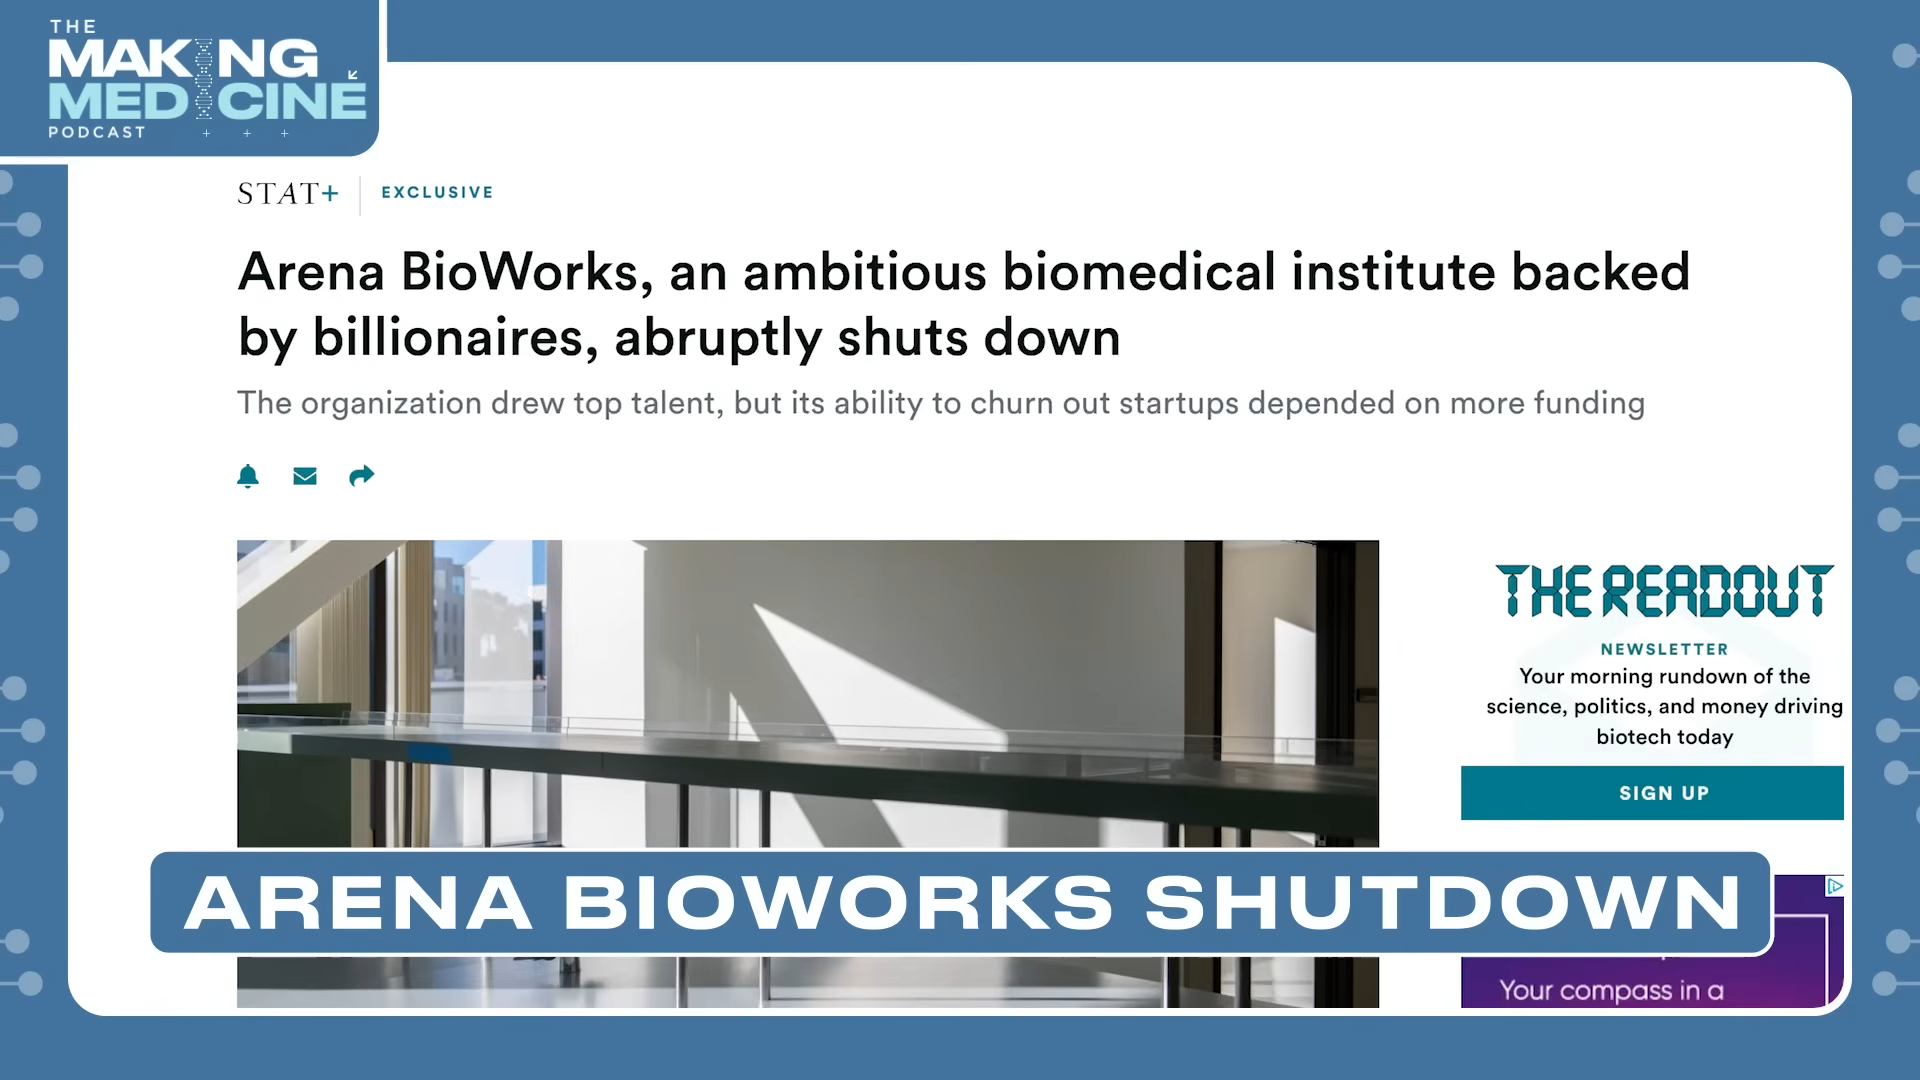 THE
MAKING
MEDICINE
PODCAST
STAT+ EXCLUSIVE
Arena BioWorks, an ambitious biomedical institute backed
by billionaires, abruptly shuts down
The organization drew top talent, but its ability to churn out startups depended on more funding
THE READOUT
NEWSLETTER
Your morning rundown of the
science, politics, and money driving
biotech today
SIGN UP
ARENA BIOWORKS SHUTDOWN
Your compass in a